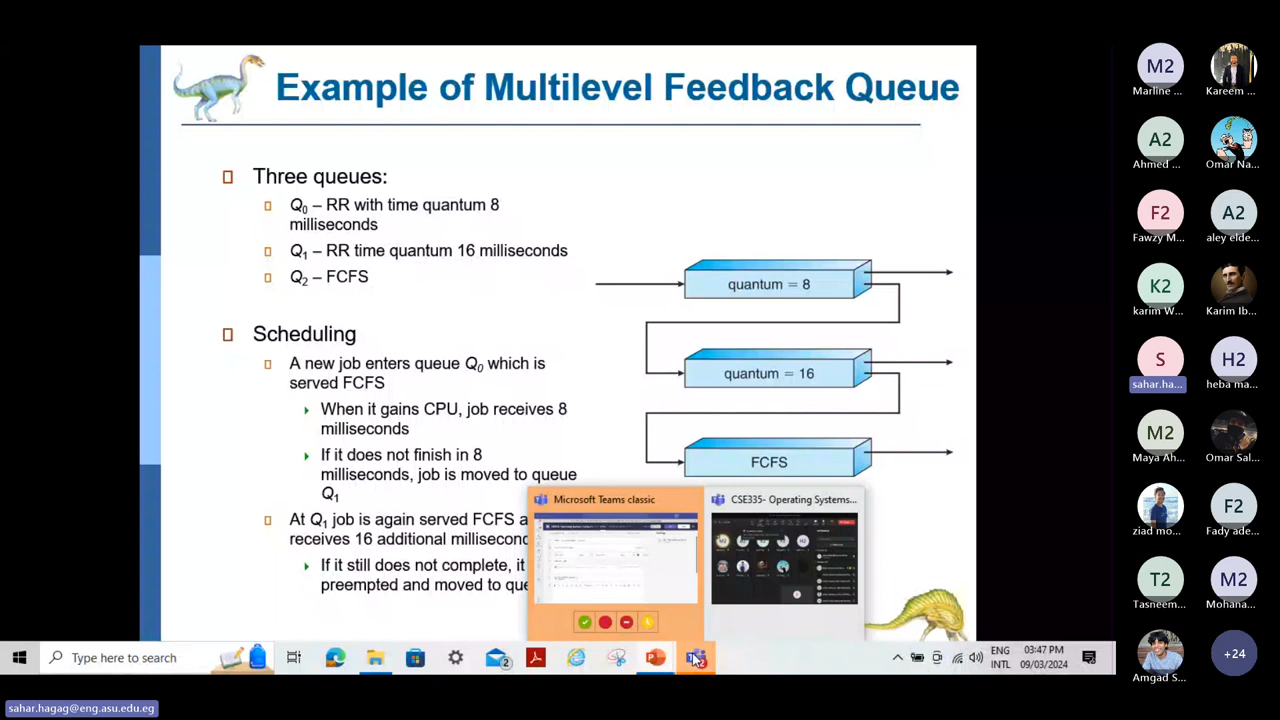 Example of Multilevel Feedback Queue
Three queues:
Q0 – RR with time quantum 8
milliseconds
Q1 – RR time quantum 16 milliseconds
Q2 – FCFS
Scheduling
A new job enters queue Q0 which is
served FCFS
When it gains CPU, job receives 8
milliseconds
If it does not finish in 8
milliseconds, job is moved to queue
Q1
At Q1 job is again served FCFS
receives 16 additional
If it still does not complete, it
preempted and moved to
quantum = 8
quantum = 16
FCFS
Microsoft Teams classic
CSE335- Operating Systems...
M2
Marline ...
Kareem ...
A2
Ahmed ...
Omar Na...
F2
Fawzy M...
A2
aley elde...
K2
karim W...
Karim Ib...
S
sahar.ha...
H2
heba ma...
M2
Maya Ah...
Omar Sal...
ziad mo...
F2
Fady ade...
T2
Tasneem...
M2
Mohana...
Amgad S...
+24
Type here to search
2
ENG
INTL
03:47 PM
09/03/2024
sahar.hagag@eng.asu.edu.eg